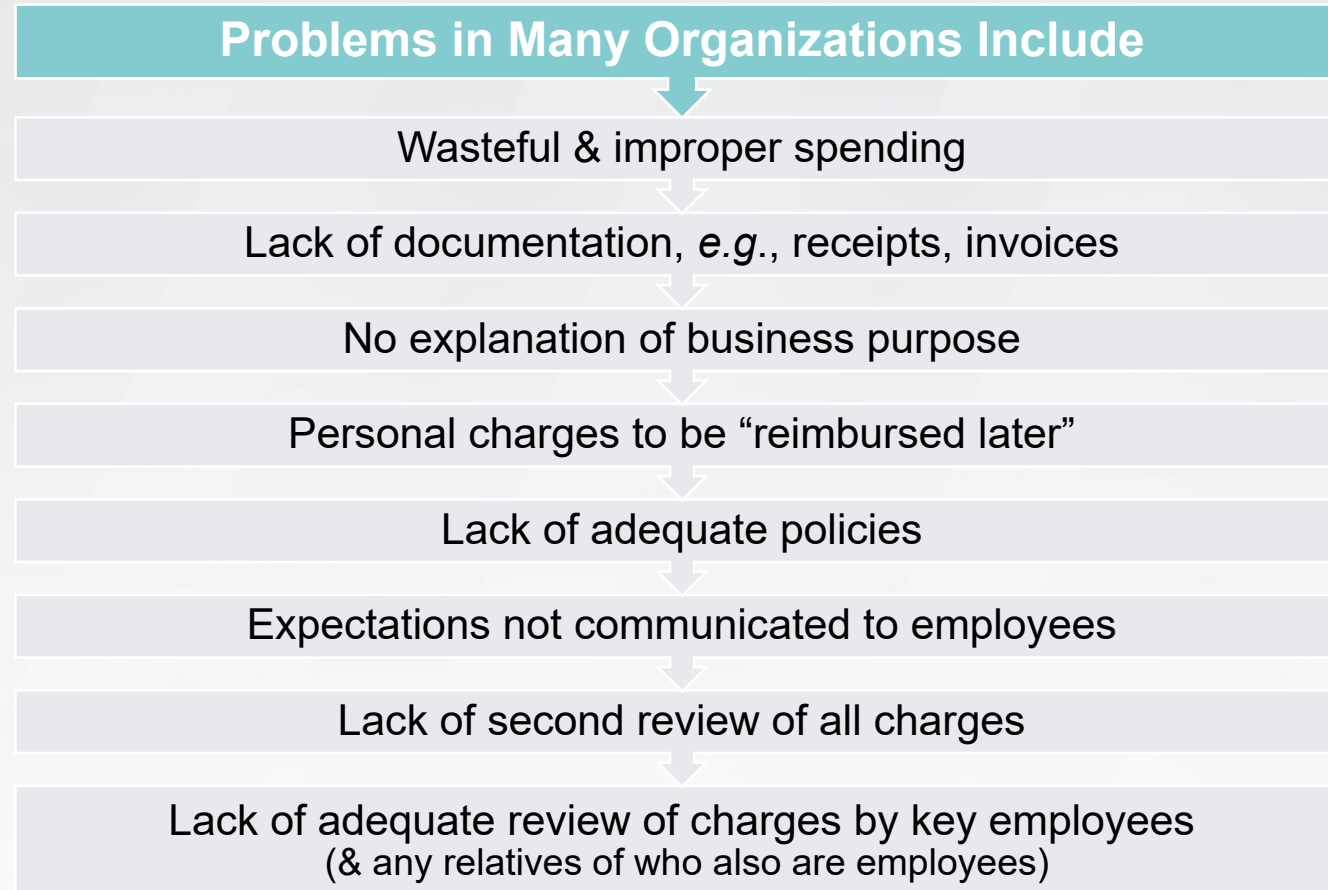 Problems in Many Organizations Include
Wasteful & improper spending
Lack of documentation, e.g., receipts, invoices
No explanation of business purpose
Personal charges to be “reimbursed later”
Lack of adequate policies
Expectations not communicated to employees
Lack of second review of all charges
Lack of adequate review of charges by key employees
(& any relatives of who also are employees)